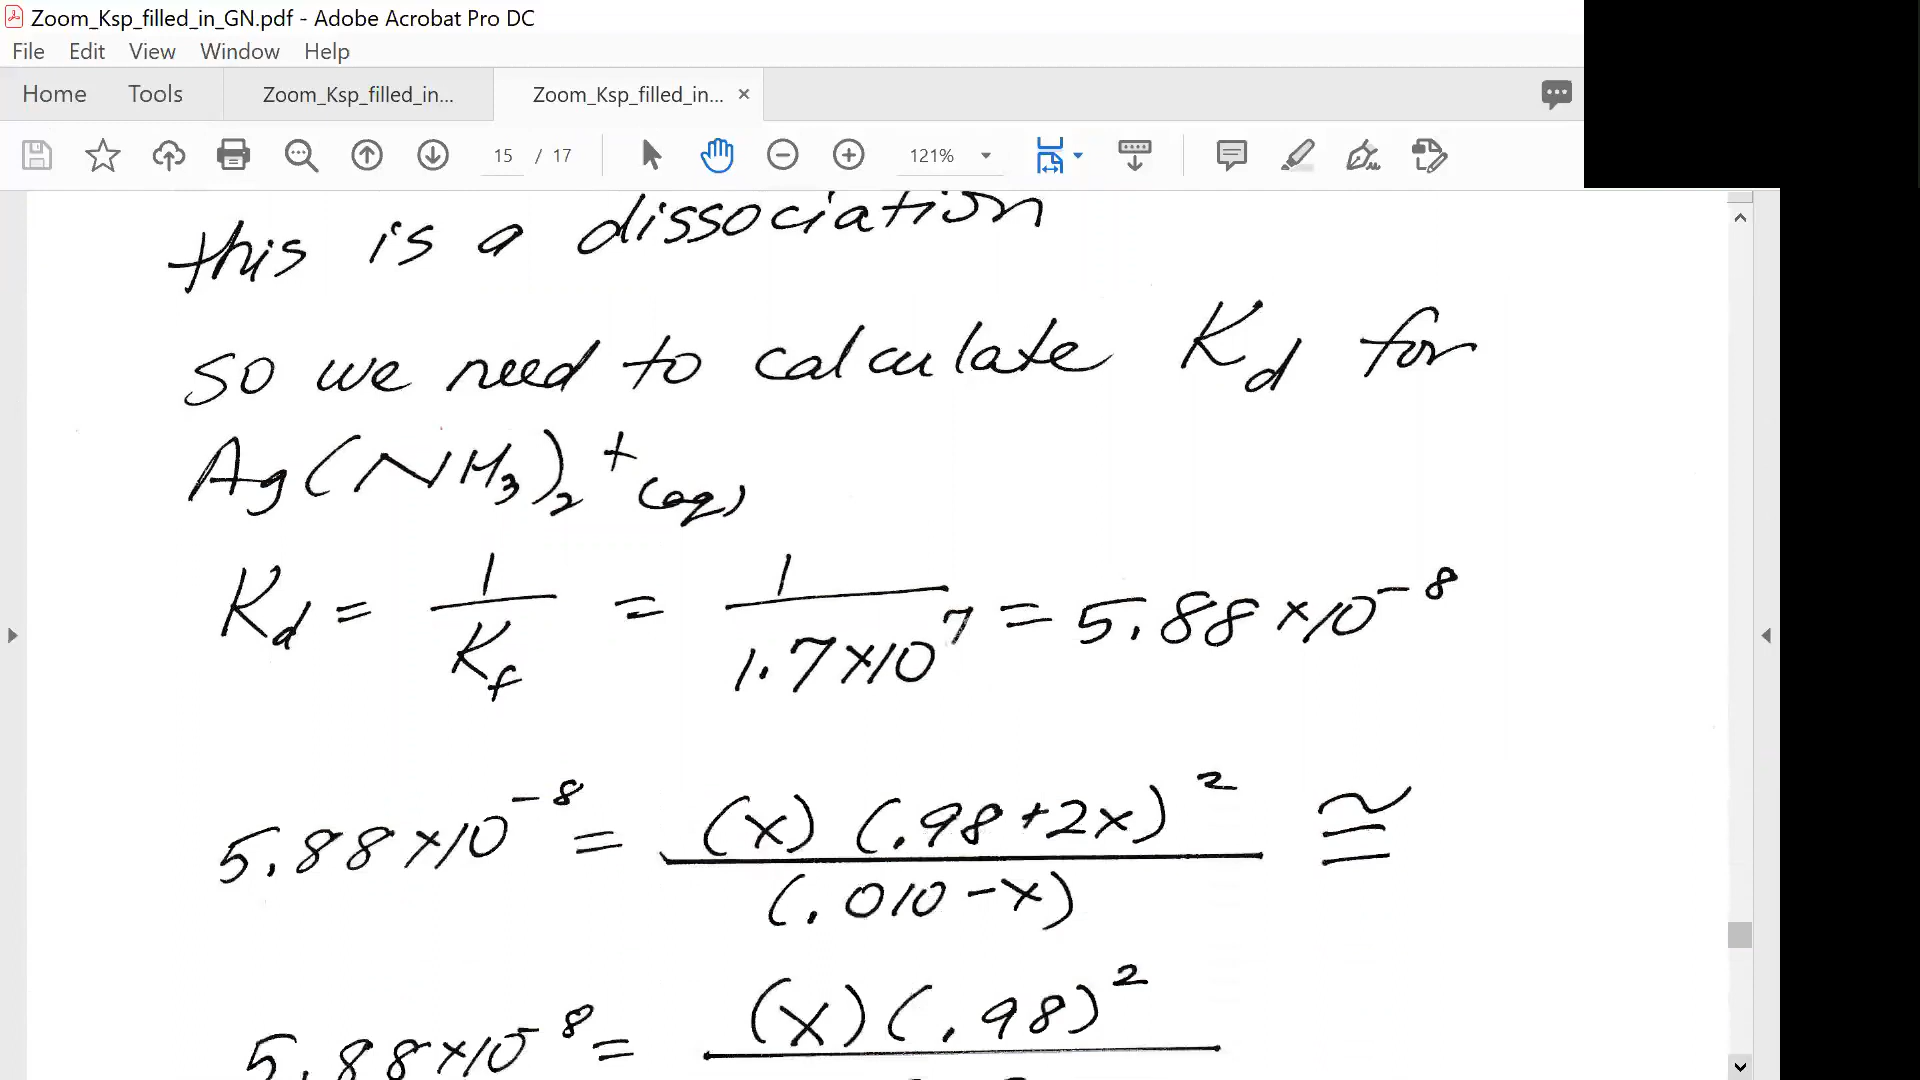 Zoom_Ksp_filled_in_GN.pdf - Adobe Acrobat Pro DC
File Edit View Window Help
Home Tools Zoom_Ksp_filled_in... Zoom_Ksp_filled_in... ×
15 / 17 121%
this is a dissociation
so we need to calculate Kd for
Ag(NH₃)₂⁺(aq)
Kd = 1/Kf = 1/1.7×10⁷ = 5.88×10⁻⁸
5.88×10⁻⁸ = (x)(.98+2x)²/(.010-x) ≅
5.88×10⁻⁸ = (x)(.98)²